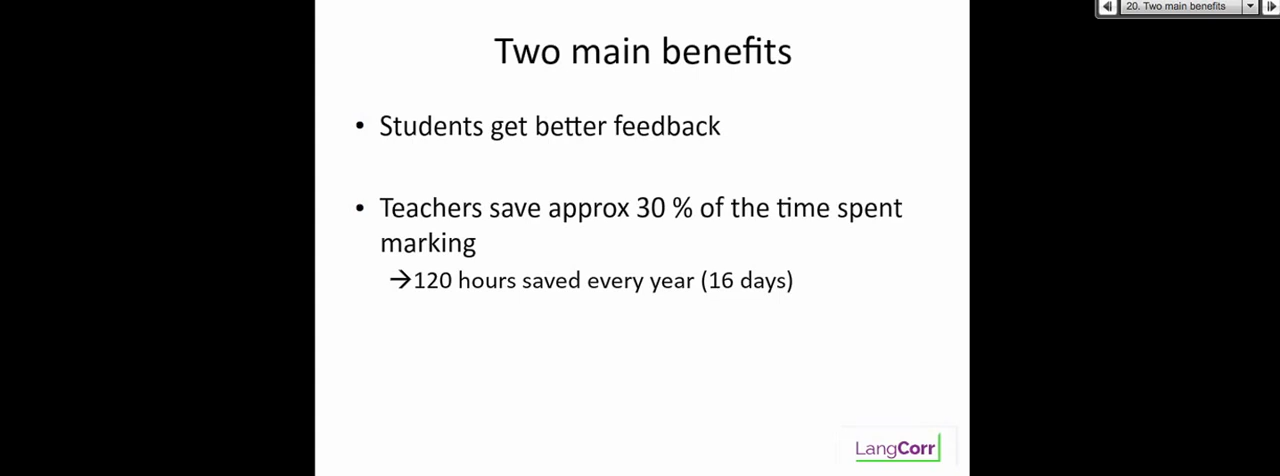 20. Two main benefits
Two main benefits
• Students get better feedback
• Teachers save approx 30 % of the time spent
marking
→120 hours saved every year (16 days)
LangCorr